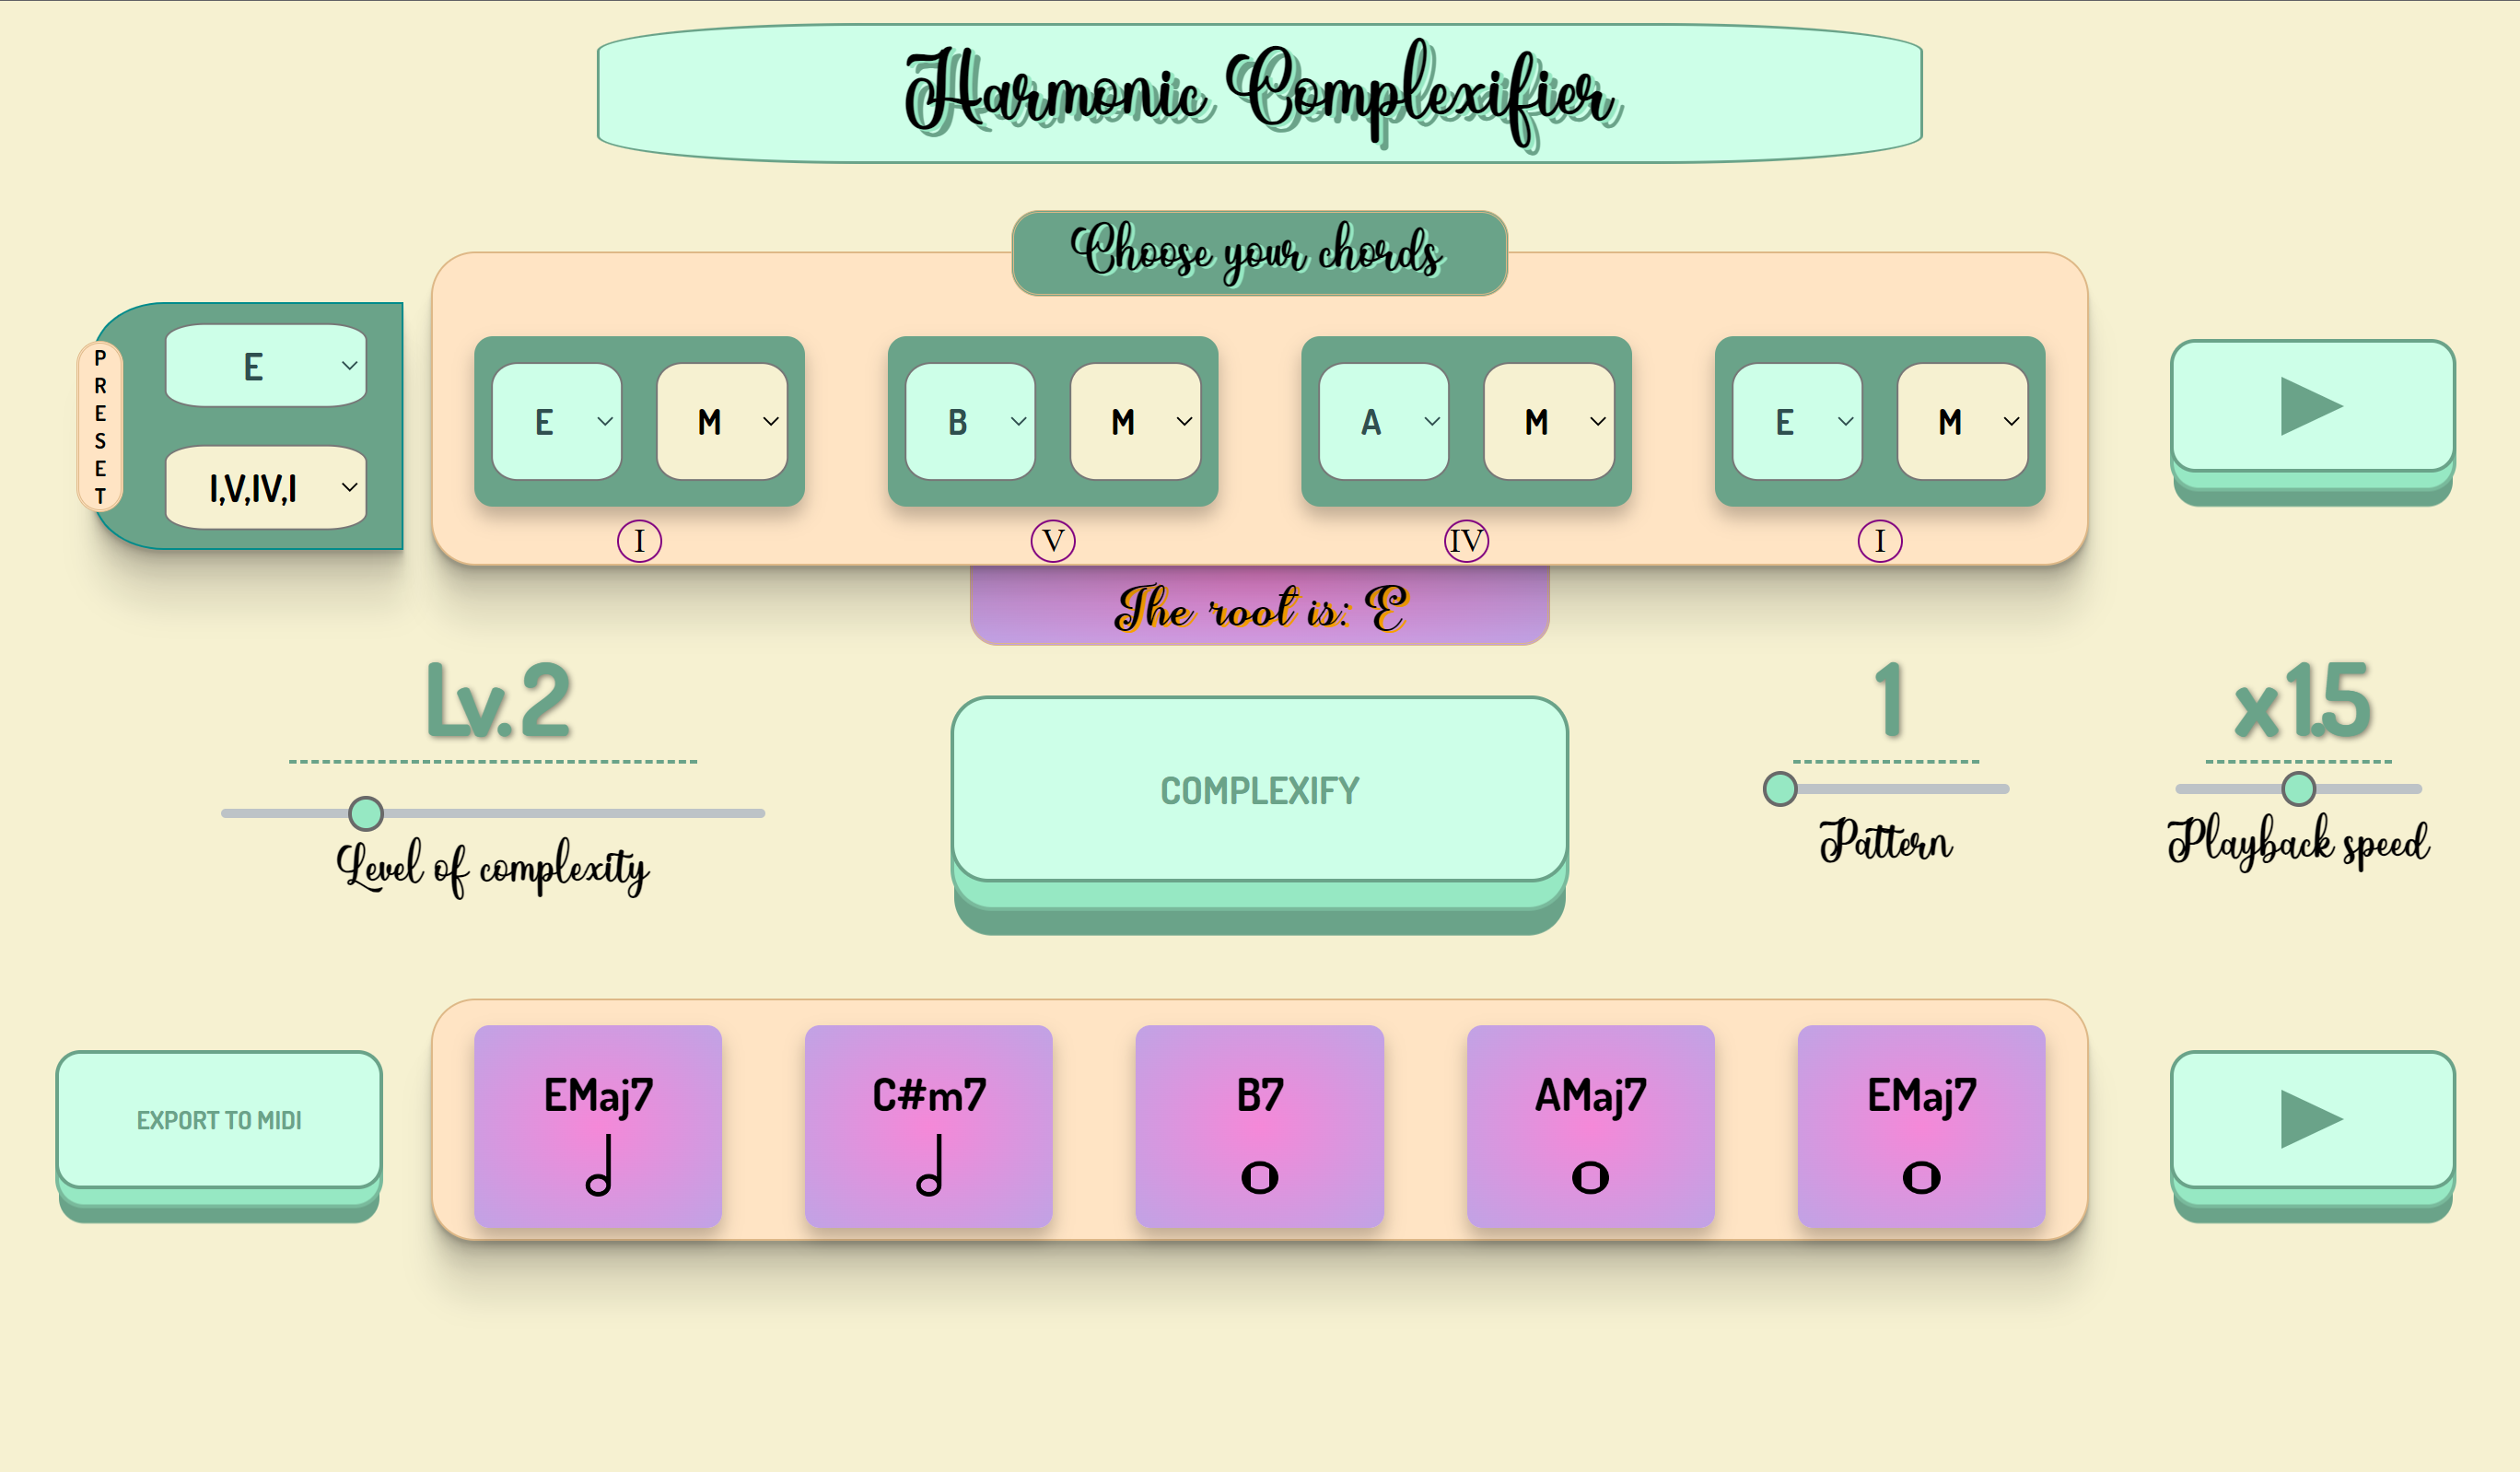 Harmonic Complexifier
Choose your chords
PRESET
E
I,V,IV,I
E M B M A M E M
I V IV I
The root is: E
Lv.2
Level of complexity
COMPLEXIFY
1
Pattern
x1.5
Playback speed
EXPORT TO MIDI
EMaj7 C#m7 B7 AMaj7 EMaj7